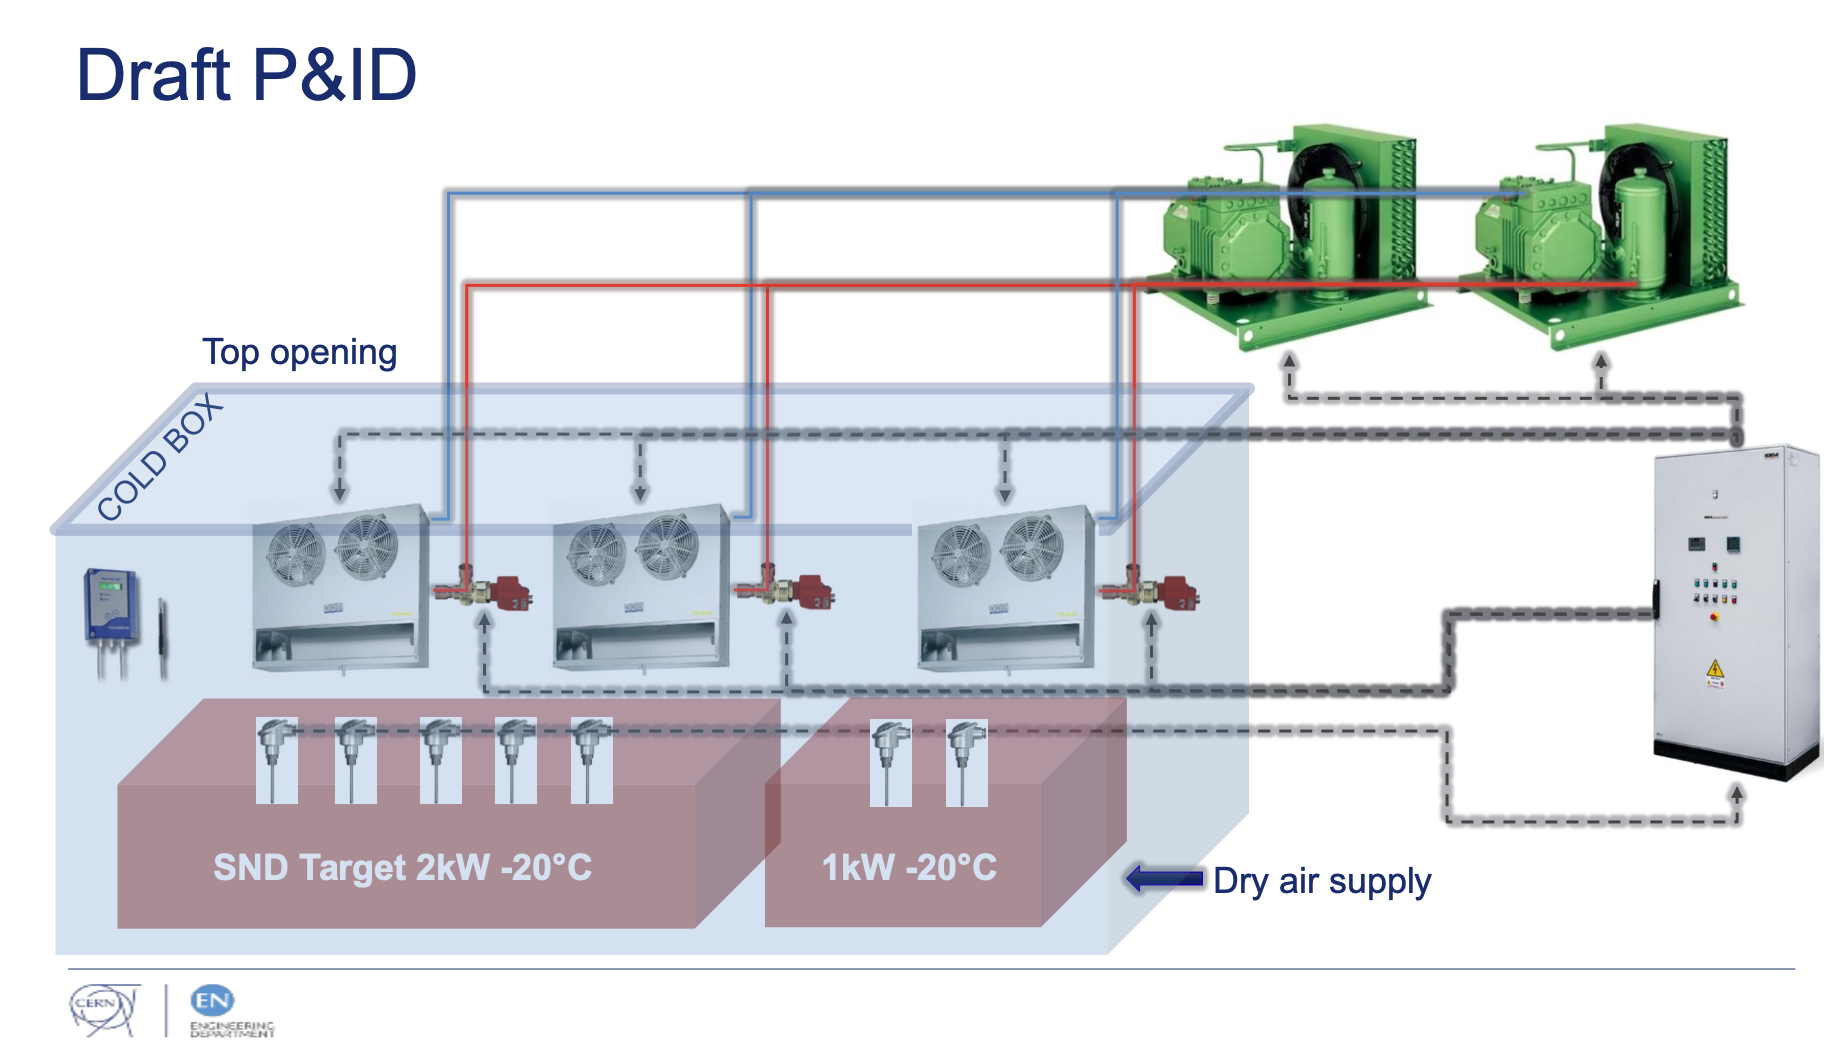 Draft P&ID
Top opening
COLD BOX
SND Target 2kW -20°C
1kW -20°C
Dry air supply
CERN
EN
ENGINEERING
DEPARTMENT